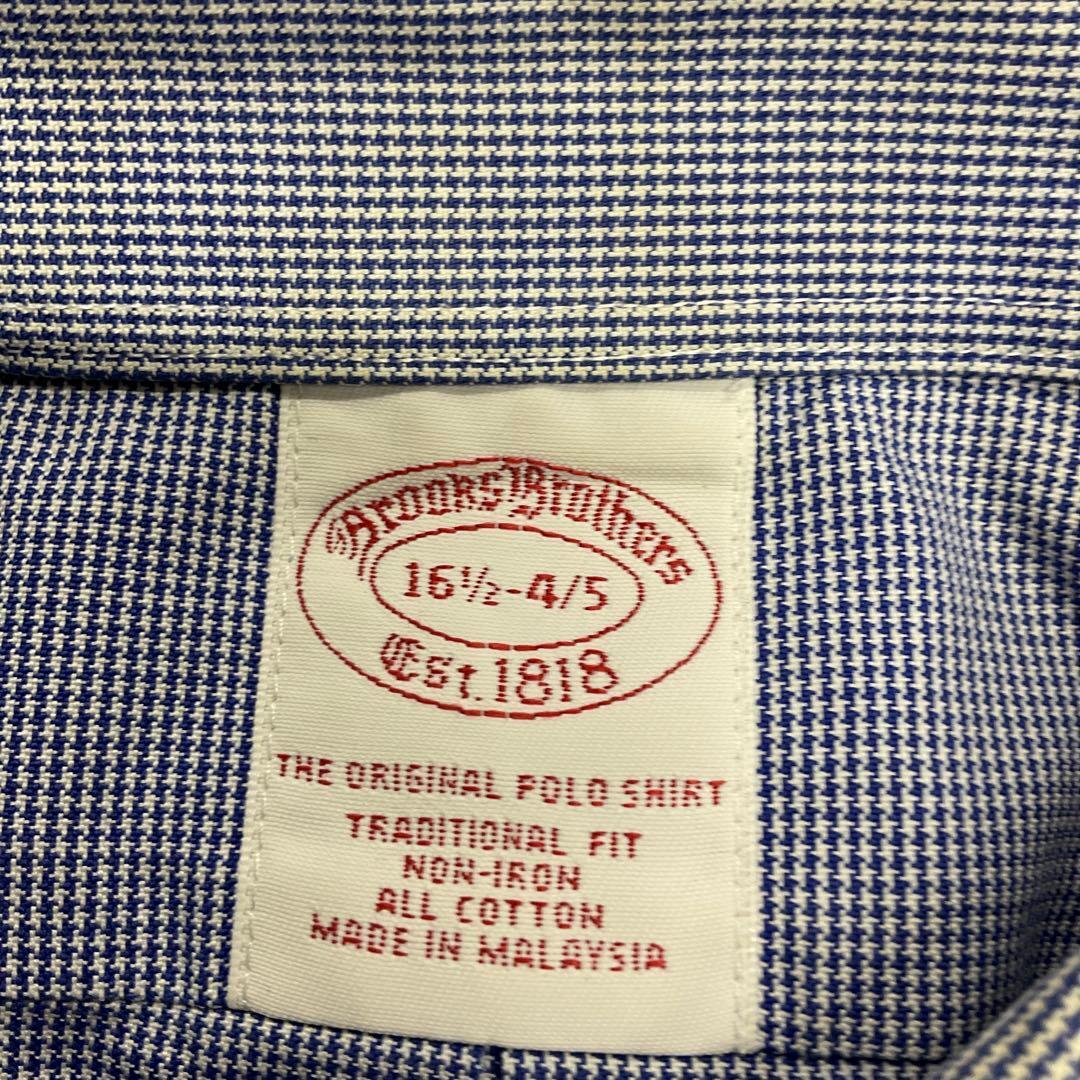 Brooks Brothers
16½-4/5
Est. 1818
THE ORIGINAL POLO SHIRT
TRADITIONAL FIT
NON-IRON
ALL COTTON
MADE IN MALAYSIA